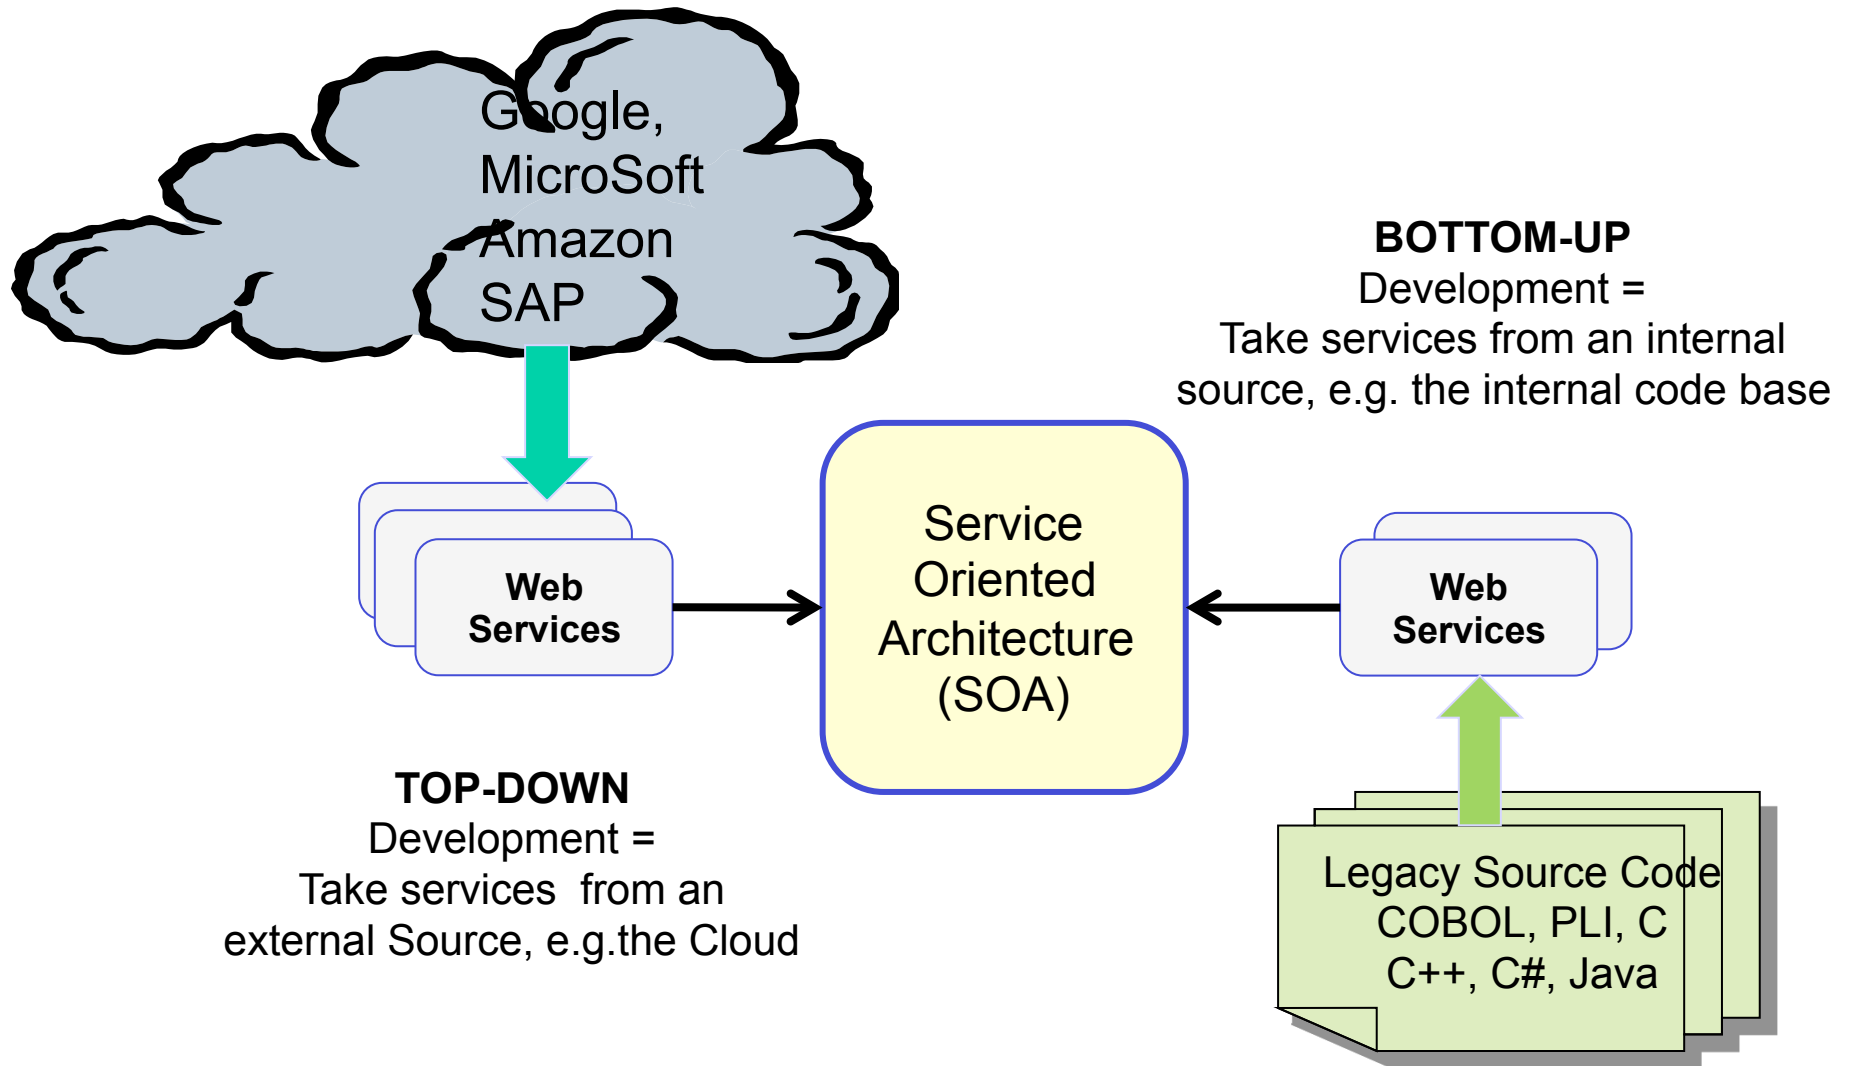 Google,
MicroSoft
Amazon
SAP
BOTTOM-UP
Development =
Take services from an internal
source, e.g. the internal code base
Service
Oriented
Architecture
(SOA)
Web
Services
Web
Services
TOP-DOWN
Development =
Take services  from an
external Source, e.g.the Cloud
Legacy Source Code
COBOL, PLI, C
C++, C#, Java